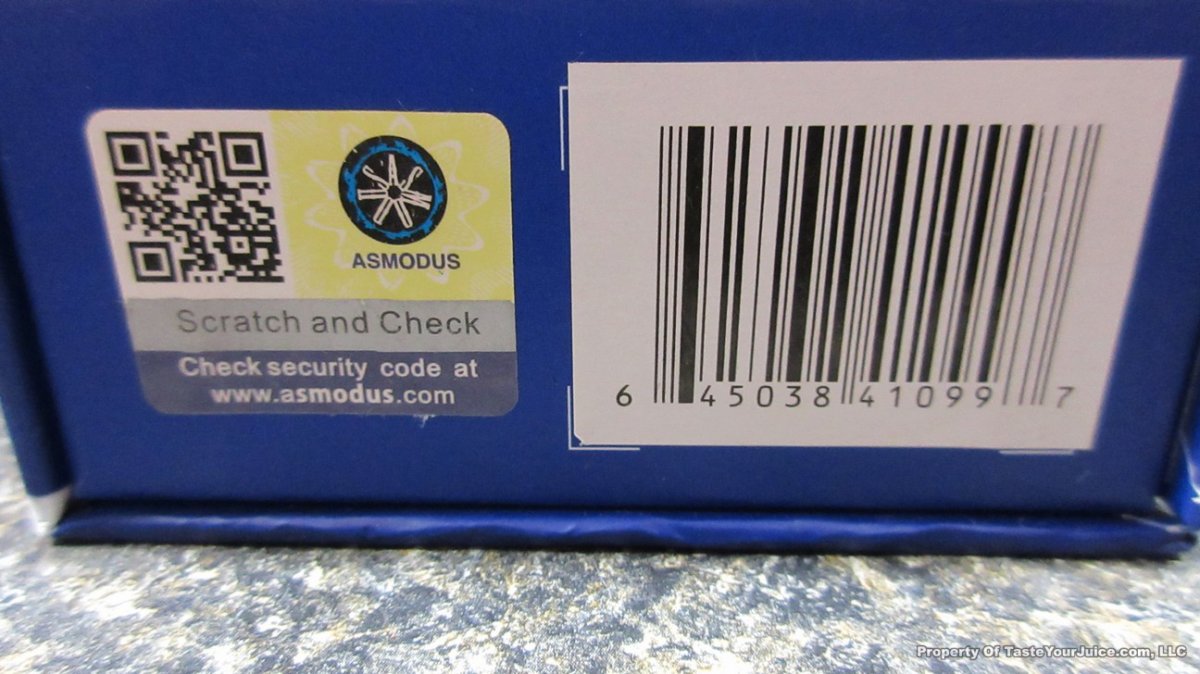 ASMODUS
Scratch and Check
Check security code at
www.asmodus.com
6 45038 41099 7
Property Of TasteYourJuice.com, LLC